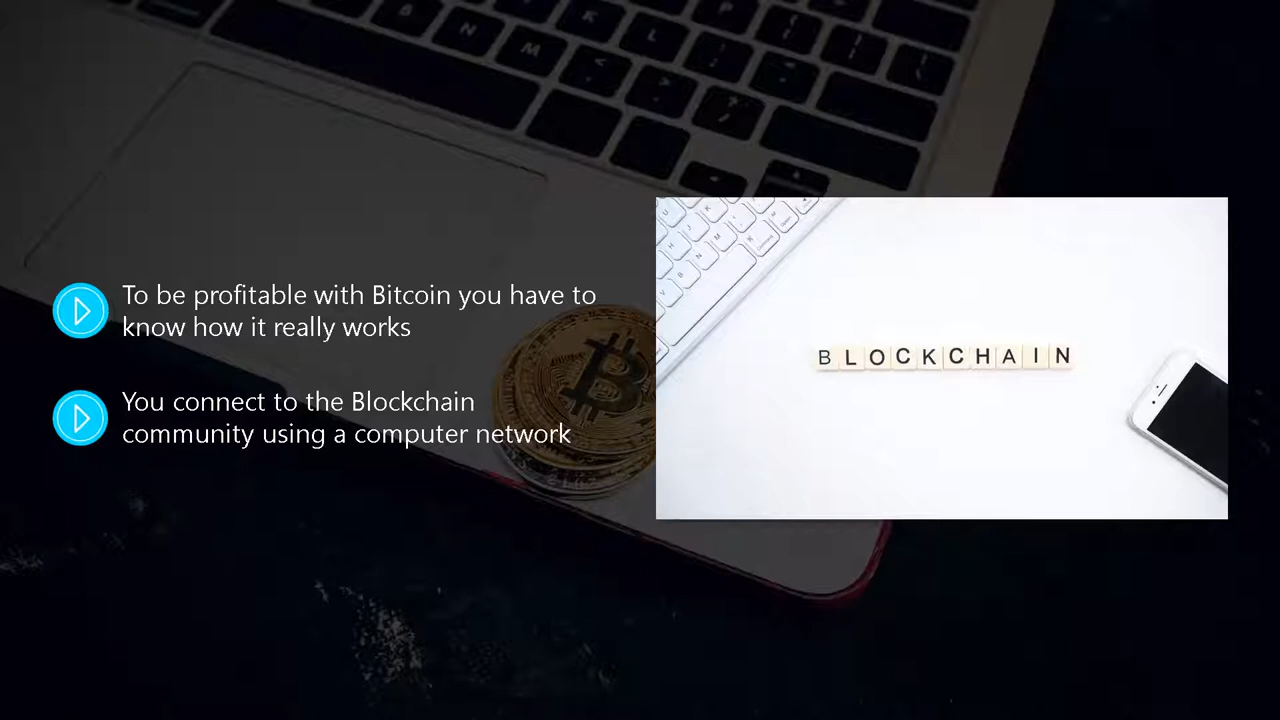 To be profitable with Bitcoin you have to
know how it really works
You connect to the Blockchain
community using a computer network
BLOCKCHAIN